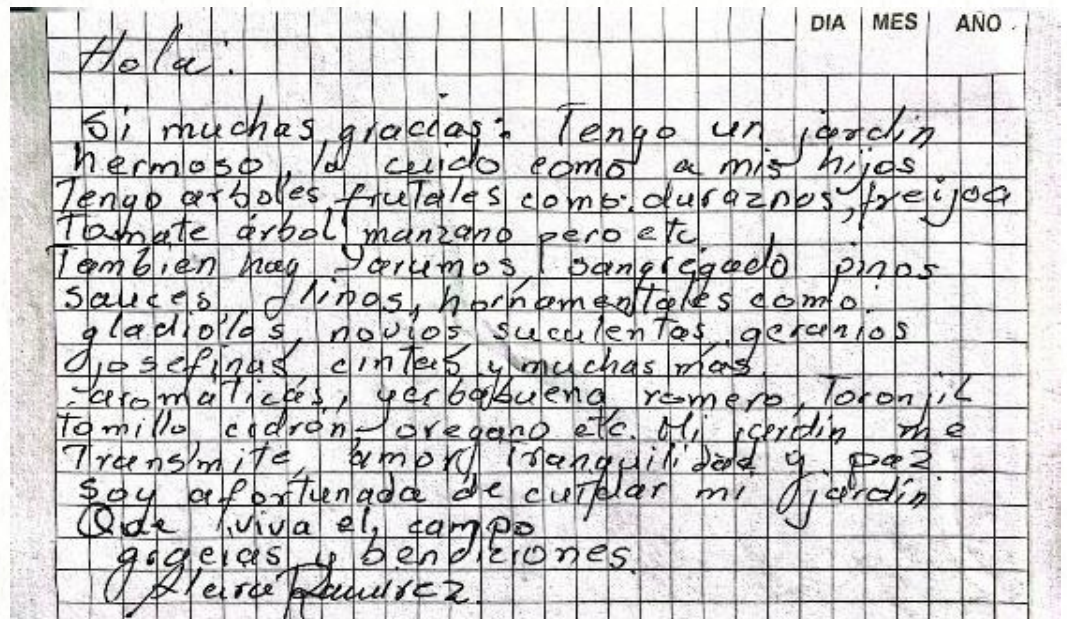 DIA MES AÑO
Hola:
Si muchas gracias: Tengo un jardin
hermoso, lo cuido como a mis hijos
Tengo arboles frutales como: duraznos, freijoa
Tomate árbol, manzano pero etc
Tambien hay Yarumos, sangregado pinos
sauces, hornamentales como:
gladiolos, novios suculentas, geranios
josefinas, cintas y muchas mas.
aromaticas, yerbabuena romero, Toronjil
tomillo cidrón, oregano etc. Mi jardin me
Transmite, amor, tranquilidad y paz
Soy afortunada de cuidar mi jardin
Que viva el campo
gracias y bendiciones.
Ramirez